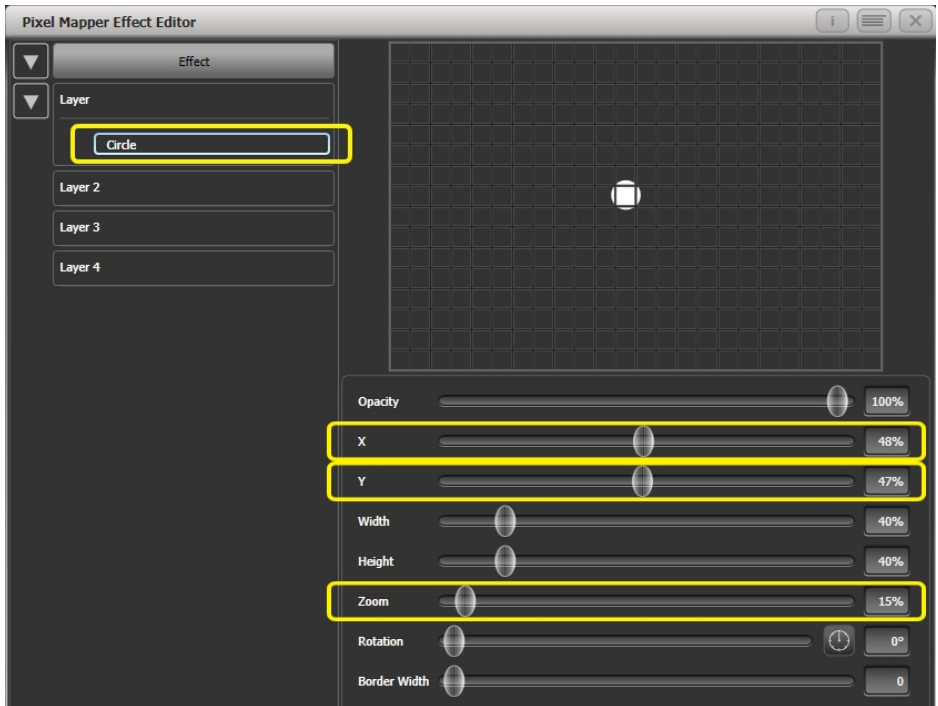 Pixel Mapper Effect Editor
i
Effect
Layer
Circle
Layer 2
Layer 3
Layer 4
Opacity 100%
X 48%
Y 47%
Width 40%
Height 40%
Zoom 15%
Rotation 0°
Border Width 0